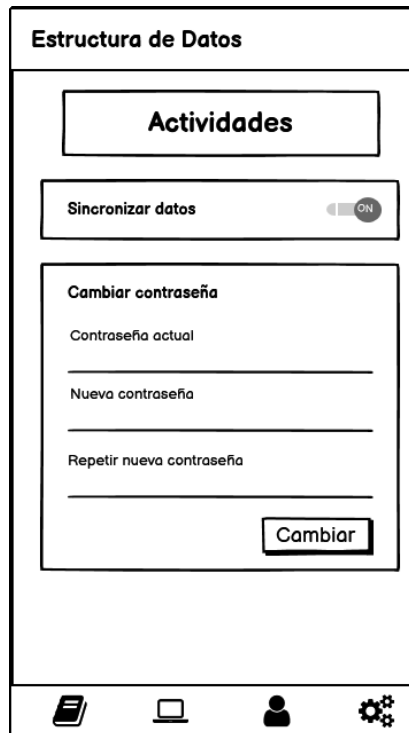 Estructura de Datos
Actividades
Sincronizar datos
ON
Cambiar contraseña
Contraseña actual
Nueva contraseña
Repetir nueva contraseña
Cambiar